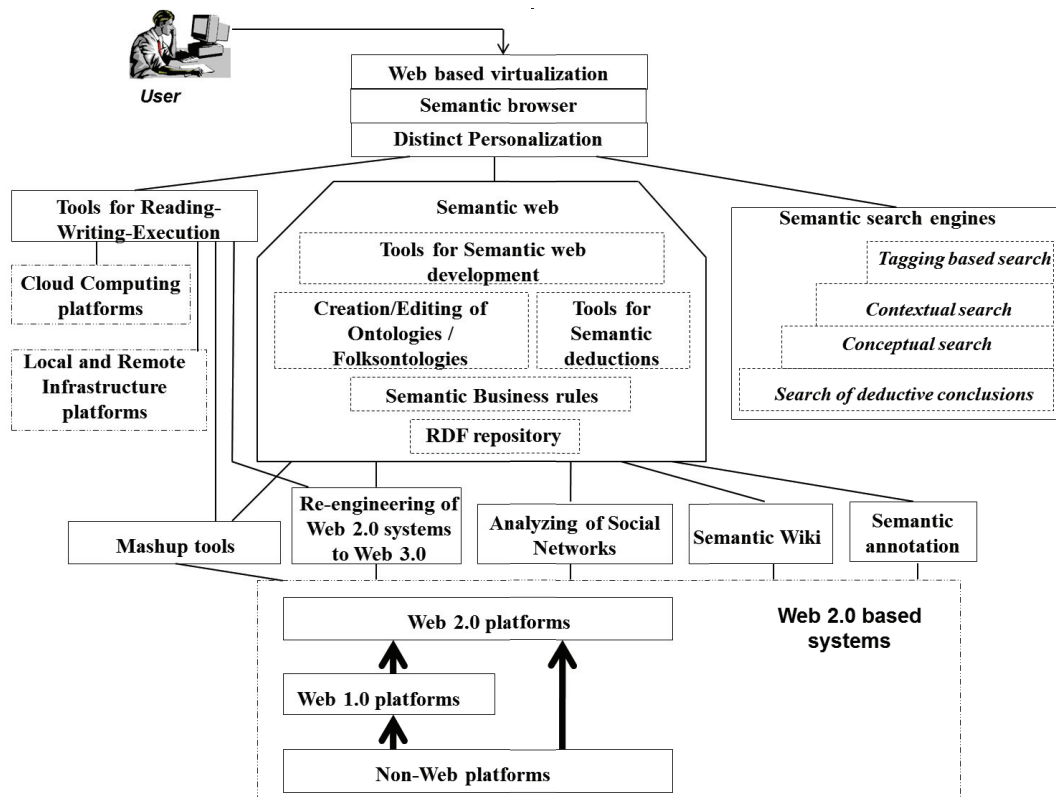 User
Web based virtualization
Semantic browser
Distinct Personalization
Tools for Reading-
Writing-Execution
Cloud Computing
platforms
Local and Remote
Infrastructure
platforms
Semantic web
Tools for Semantic web
development
Creation/Editing of
Ontologies /
Folksontologies
Tools for
Semantic
deductions
Semantic Business rules
RDF repository
Semantic search engines
Tagging based search
Contextual search
Conceptual search
Search of deductive conclusions
Mashup tools
Re-engineering of
Web 2.0 systems
to Web 3.0
Analyzing of Social
Networks
Semantic Wiki
Semantic
annotation
Web 2.0 based
systems
Web 2.0 platforms
Web 1.0 platforms
Non-Web platforms